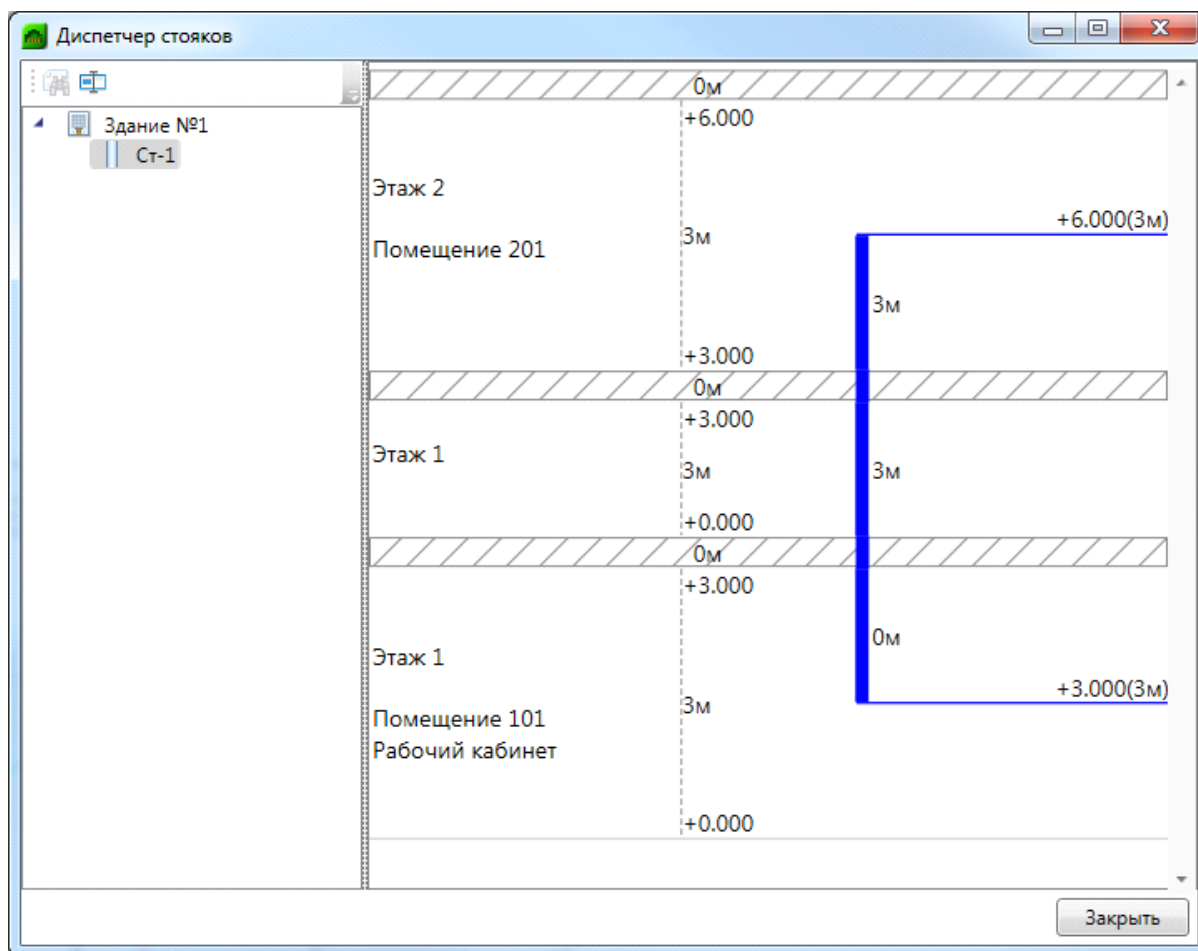 Диспетчер стояков
Здание №1
Ст-1
0м
+6.000
Этаж 2
+6.000(3м)
3м
Помещение 201
3м
+3.000
0м
+3.000
Этаж 1
3м
3м
+0.000
0м
+3.000
0м
Этаж 1
+3.000(3м)
3м
Помещение 101
Рабочий кабинет
+0.000
Закрыть